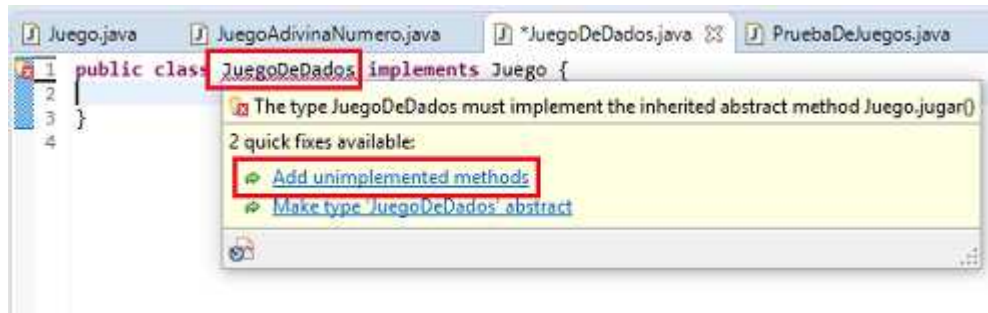 Juego.java JuegoAdivinaNumero.java *JuegoDeDados.java PruebaDeJuegos.java
1 public class JuegoDeDados implements Juego {
2
3 }
4
The type JuegoDeDados must implement the inherited abstract method Juego.jugar()
2 quick fixes available:
Add unimplemented methods
Make type 'JuegoDeDados' abstract